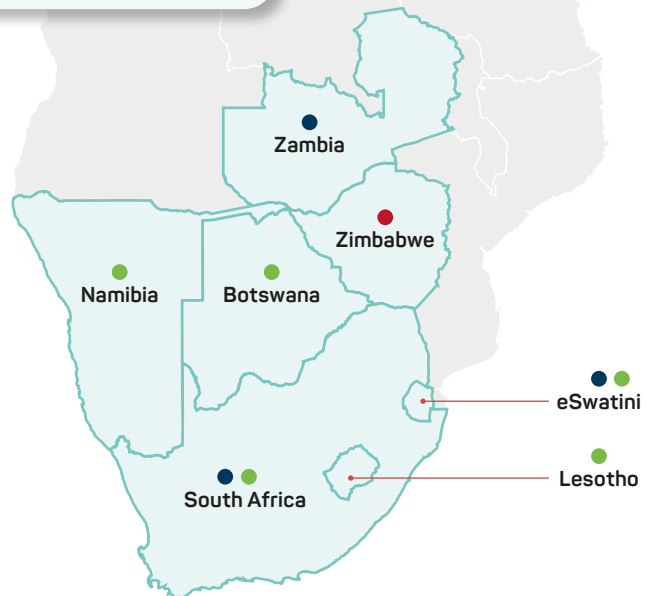 Zambia
Zimbabwe
Namibia
Botswana
eSwatini
Lesotho
South Africa